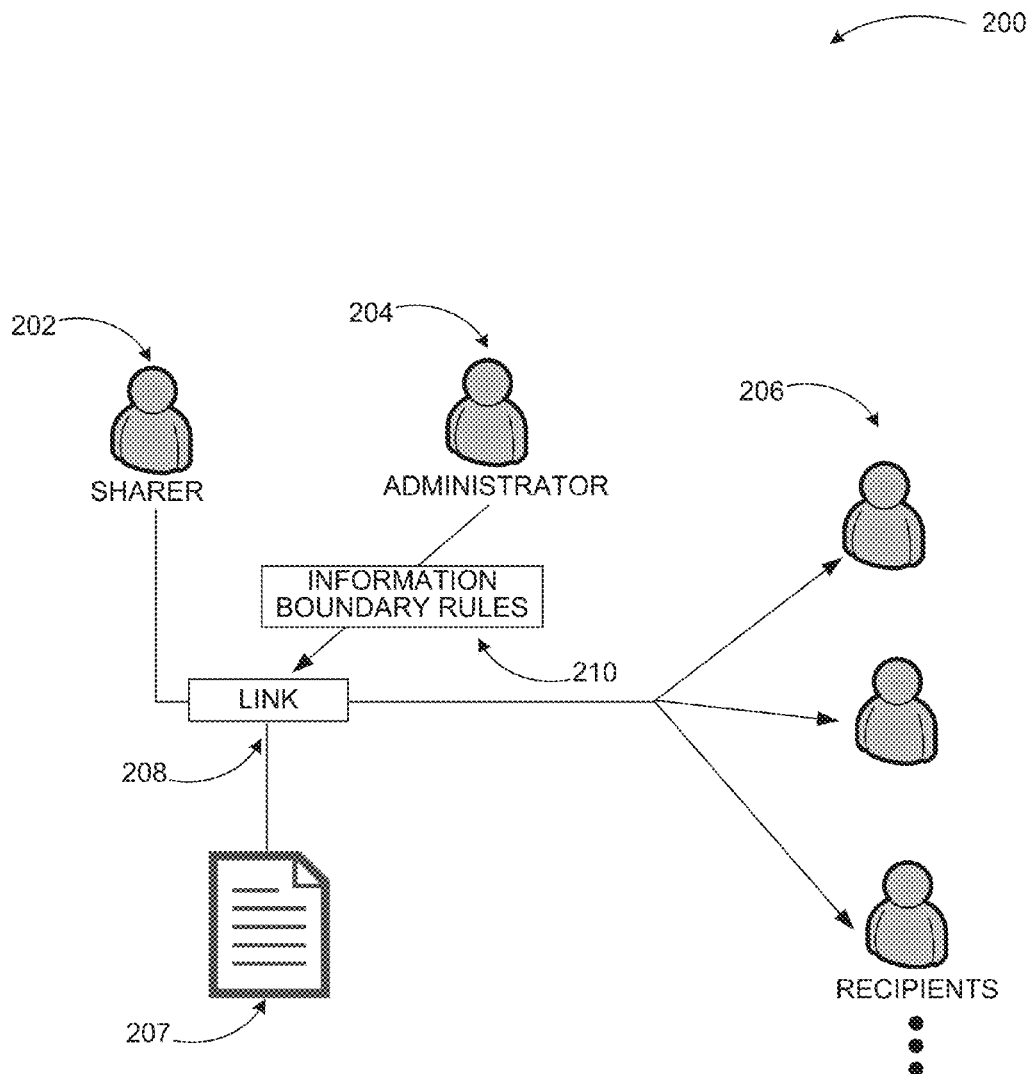 200
202
204
206
SHARER
ADMINISTRATOR
INFORMATION
BOUNDARY RULES
210
LINK
208
207
RECIPIENTS